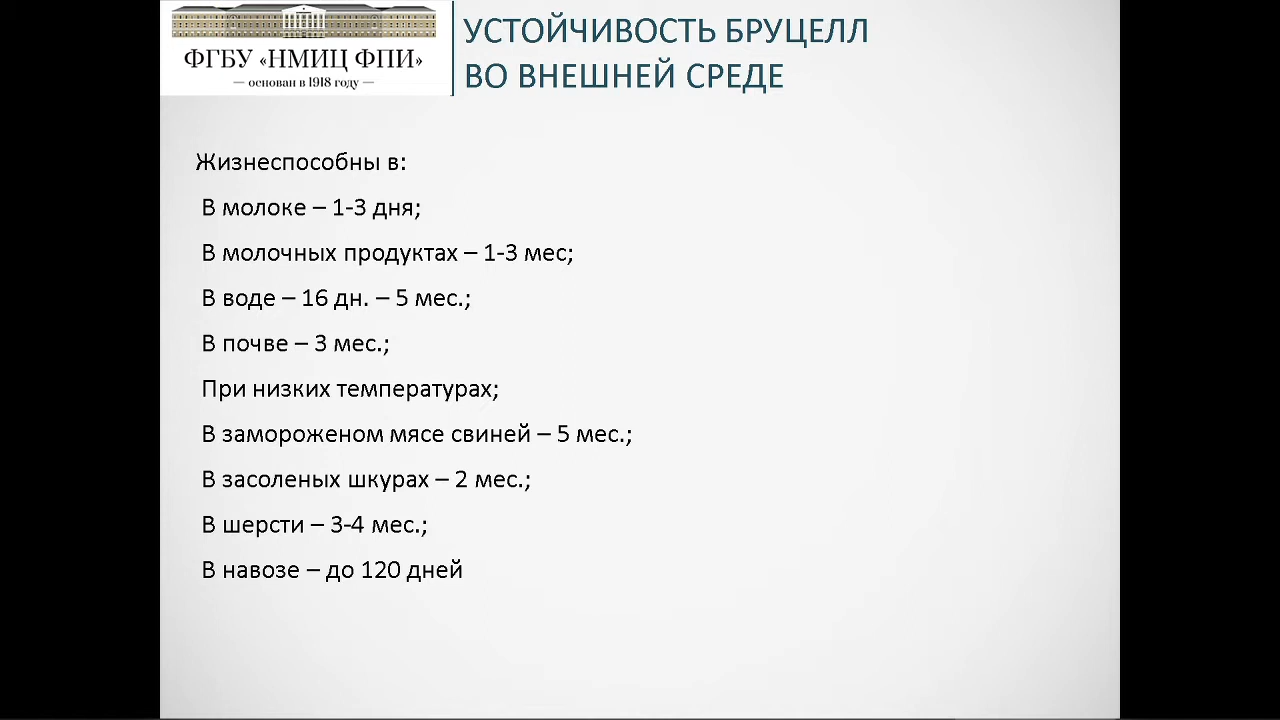 ФГБУ «НМИЦ ФПИ»
— основан в 1918 году —
УСТОЙЧИВОСТЬ БРУЦЕЛЛ
ВО ВНЕШНЕЙ СРЕДЕ
Жизнеспособны в:
В молоке – 1-3 дня;
В молочных продуктах – 1-3 мес;
В воде – 16 дн. – 5 мес.;
В почве – 3 мес.;
При низких температурах;
В замороженом мясе свиней – 5 мес.;
В засоленых шкурах – 2 мес.;
В шерсти – 3-4 мес.;
В навозе – до 120 дней